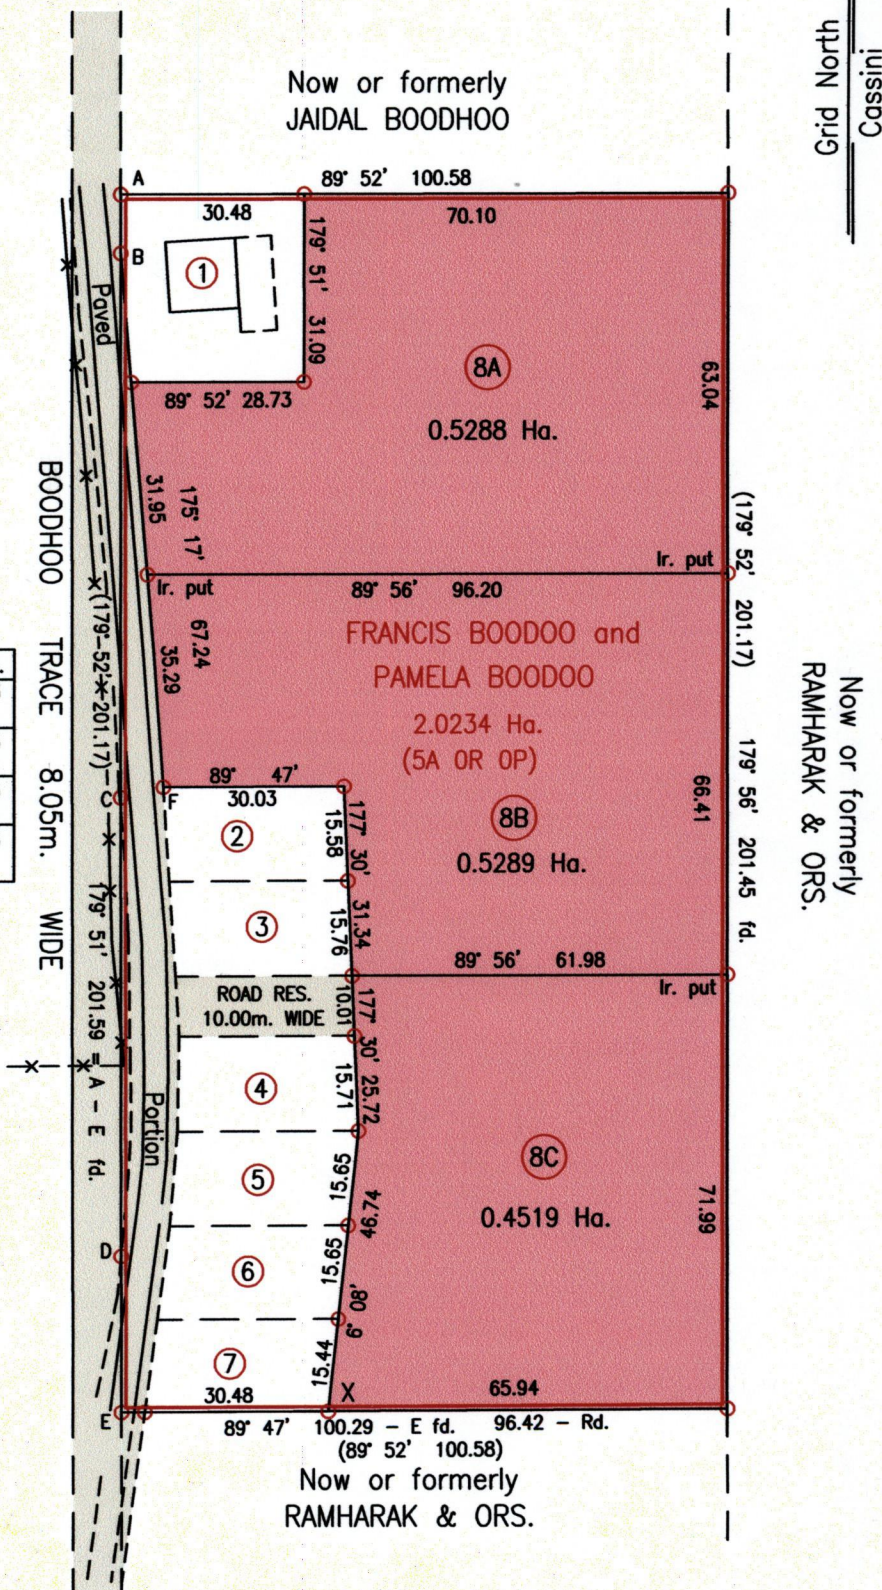 Grid North
Cassini
Now or formerly
JAIDAL BOODHOO
A
89° 52' 100.58
30.48
70.10
B
1
179° 51' 31.09
Paved
8A
63.04
89° 52' 28.73
0.5288 Ha.
31.95
175° 17'
67.24
35.29
(179° 52' 201.17)
Ir. put
Ir. put
89° 56' 96.20
BOODHOO TRACE 8.05m. WIDE
(179°-52' 201.17)
FRANCIS BOODOO and
PAMELA BOODOO
2.0234 Ha.
(5A 0R 0P)
Now or formerly
RAMHARAK & ORS.
179° 56' 201.45 fd.
66.41
89° 47'
F
30.03
C
2
15.58
177° 30' 31.34
8B
0.5289 Ha.
3
15.76
89° 56' 61.98
Ir. put
179° 51' 201.59 = A - E fd.
ROAD RES.
10.00m. WIDE
10.01
177° 30' 25.72
4
15.71
Portion
8C
0.4519 Ha.
71.99
5
15.65
46.74
D
6
15.65
6° 08'
7
15.44
30.48
X
65.94
E
89° 47' 100.29 - E fd. 96.42 - Rd.
(89° 52' 100.58)
Now or formerly
RAMHARAK & ORS.